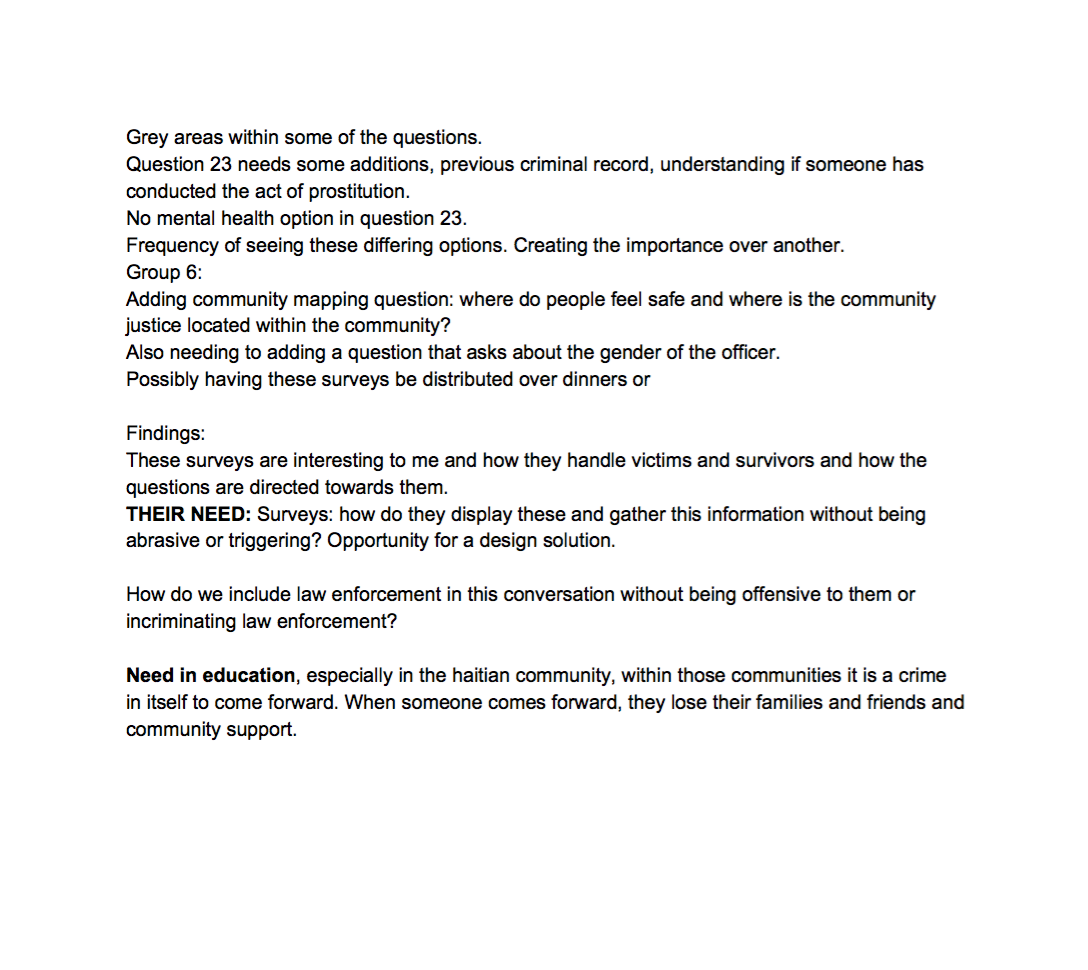 Grey areas within some of the questions.
Question 23 needs some additions, previous criminal record, understanding if someone has
conducted the act of prostitution.
No mental health option in question 23.
Frequency of seeing these differing options. Creating the importance over another.
Group 6:
Adding community mapping question: where do people feel safe and where is the community
justice located within the community?
Also needing to adding a question that asks about the gender of the officer.
Possibly having these surveys be distributed over dinners or
Findings:
These surveys are interesting to me and how they handle victims and survivors and how the
questions are directed towards them.
THEIR NEED: Surveys: how do they display these and gather this information without being
abrasive or triggering? Opportunity for a design solution.
How do we include law enforcement in this conversation without being offensive to them or
incriminating law enforcement?
Need in education, especially in the haitian community, within those communities it is a crime
in itself to come forward. When someone comes forward, they lose their families and friends and
community support.